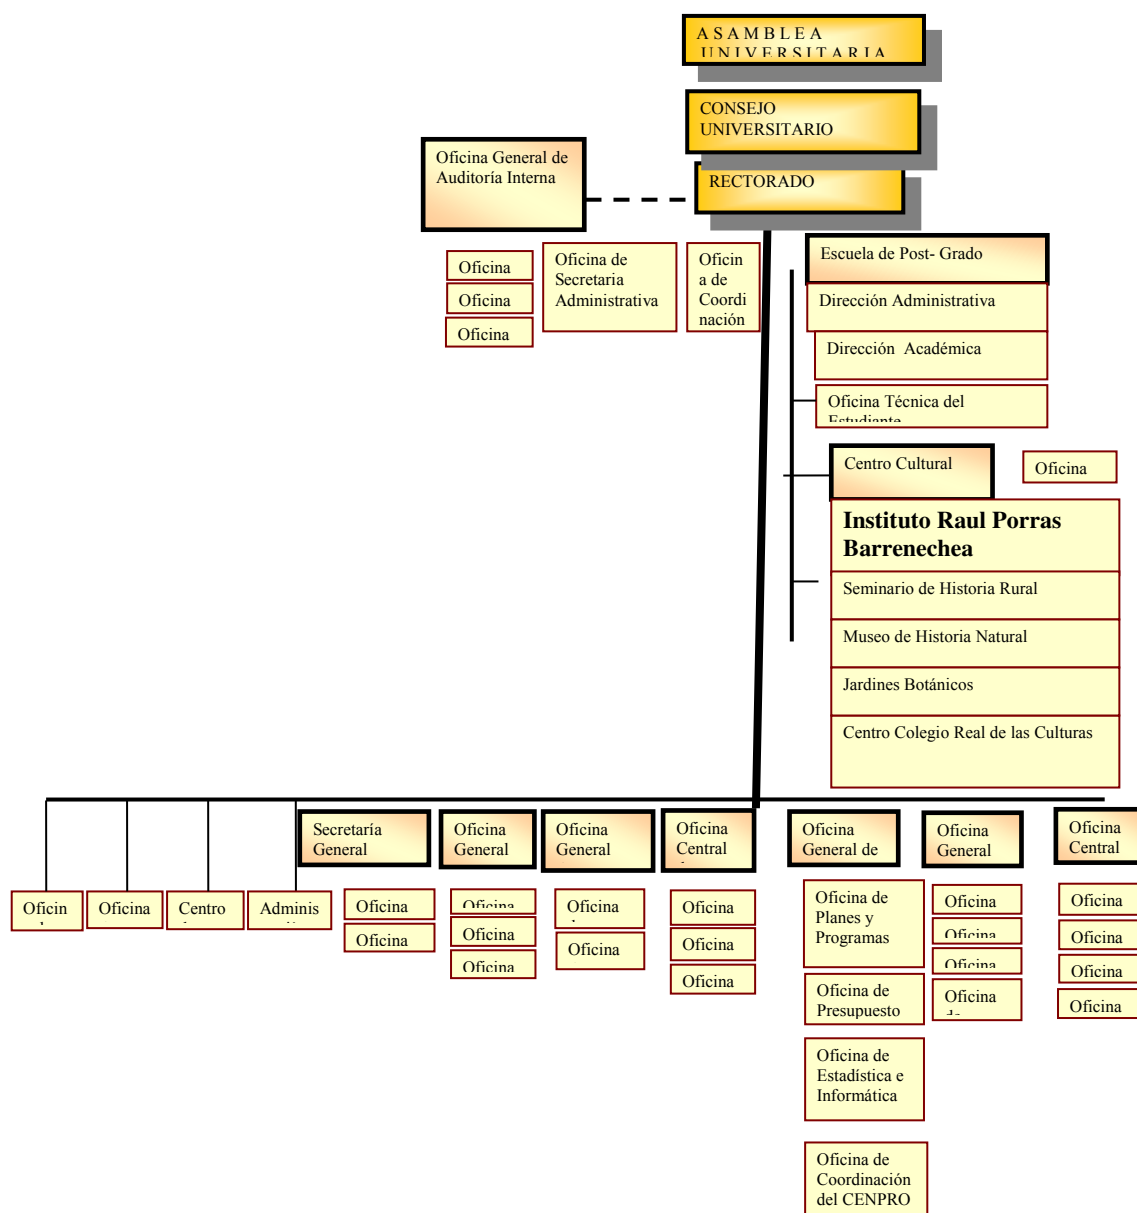 A S A M B L E A
U N I V E R S I T A R I A
CONSEJO
UNIVERSITARIO
RECTORADO
Oficina General de
Auditoría Interna
Oficina
Oficina
Oficina
Oficina de
Secretaria
Administrativa
Oficin
a de
Coordi
nación
Escuela de Post- Grado
Dirección Administrativa
Dirección Académica
Oficina Técnica del
Estudiante
Centro Cultural
Oficina
Instituto Raul Porras
Barrenechea
Seminario de Historia Rural
Museo de Historia Natural
Jardines Botánicos
Centro Colegio Real de las Culturas
Oficin
Oficina
Centro
Adminis
Secretaría
General
Oficina
Oficina
Oficina
General
Oficina
Oficina
Oficina
Oficina
General
Oficina
Oficina
Oficina
Central
Oficina
Oficina
Oficina
Oficina
General de
Oficina de
Planes y
Programas
Oficina de
Presupuesto
Oficina de
Estadística e
Informática
Oficina de
Coordinación
del CENPRO
Oficina
General
Oficina
Oficina
Oficina
Oficina
de
Oficina
Central
Oficina
Oficina
Oficina
Oficina